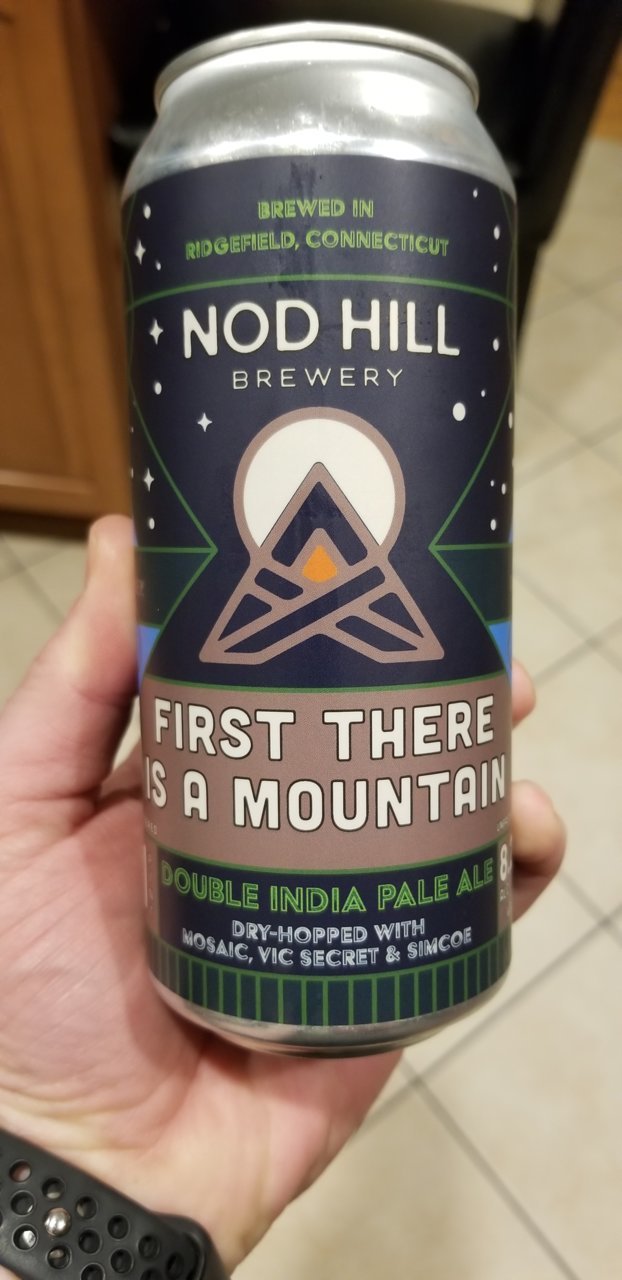 BREWED IN
RIDGEFIELD, CONNECTICUT
NOD HILL
BREWERY
FIRST THERE
IS A MOUNTAIN
DOUBLE INDIA PALE ALE
DRY-HOPPED WITH
MOSAIC, VIC SECRET & SIMCOE